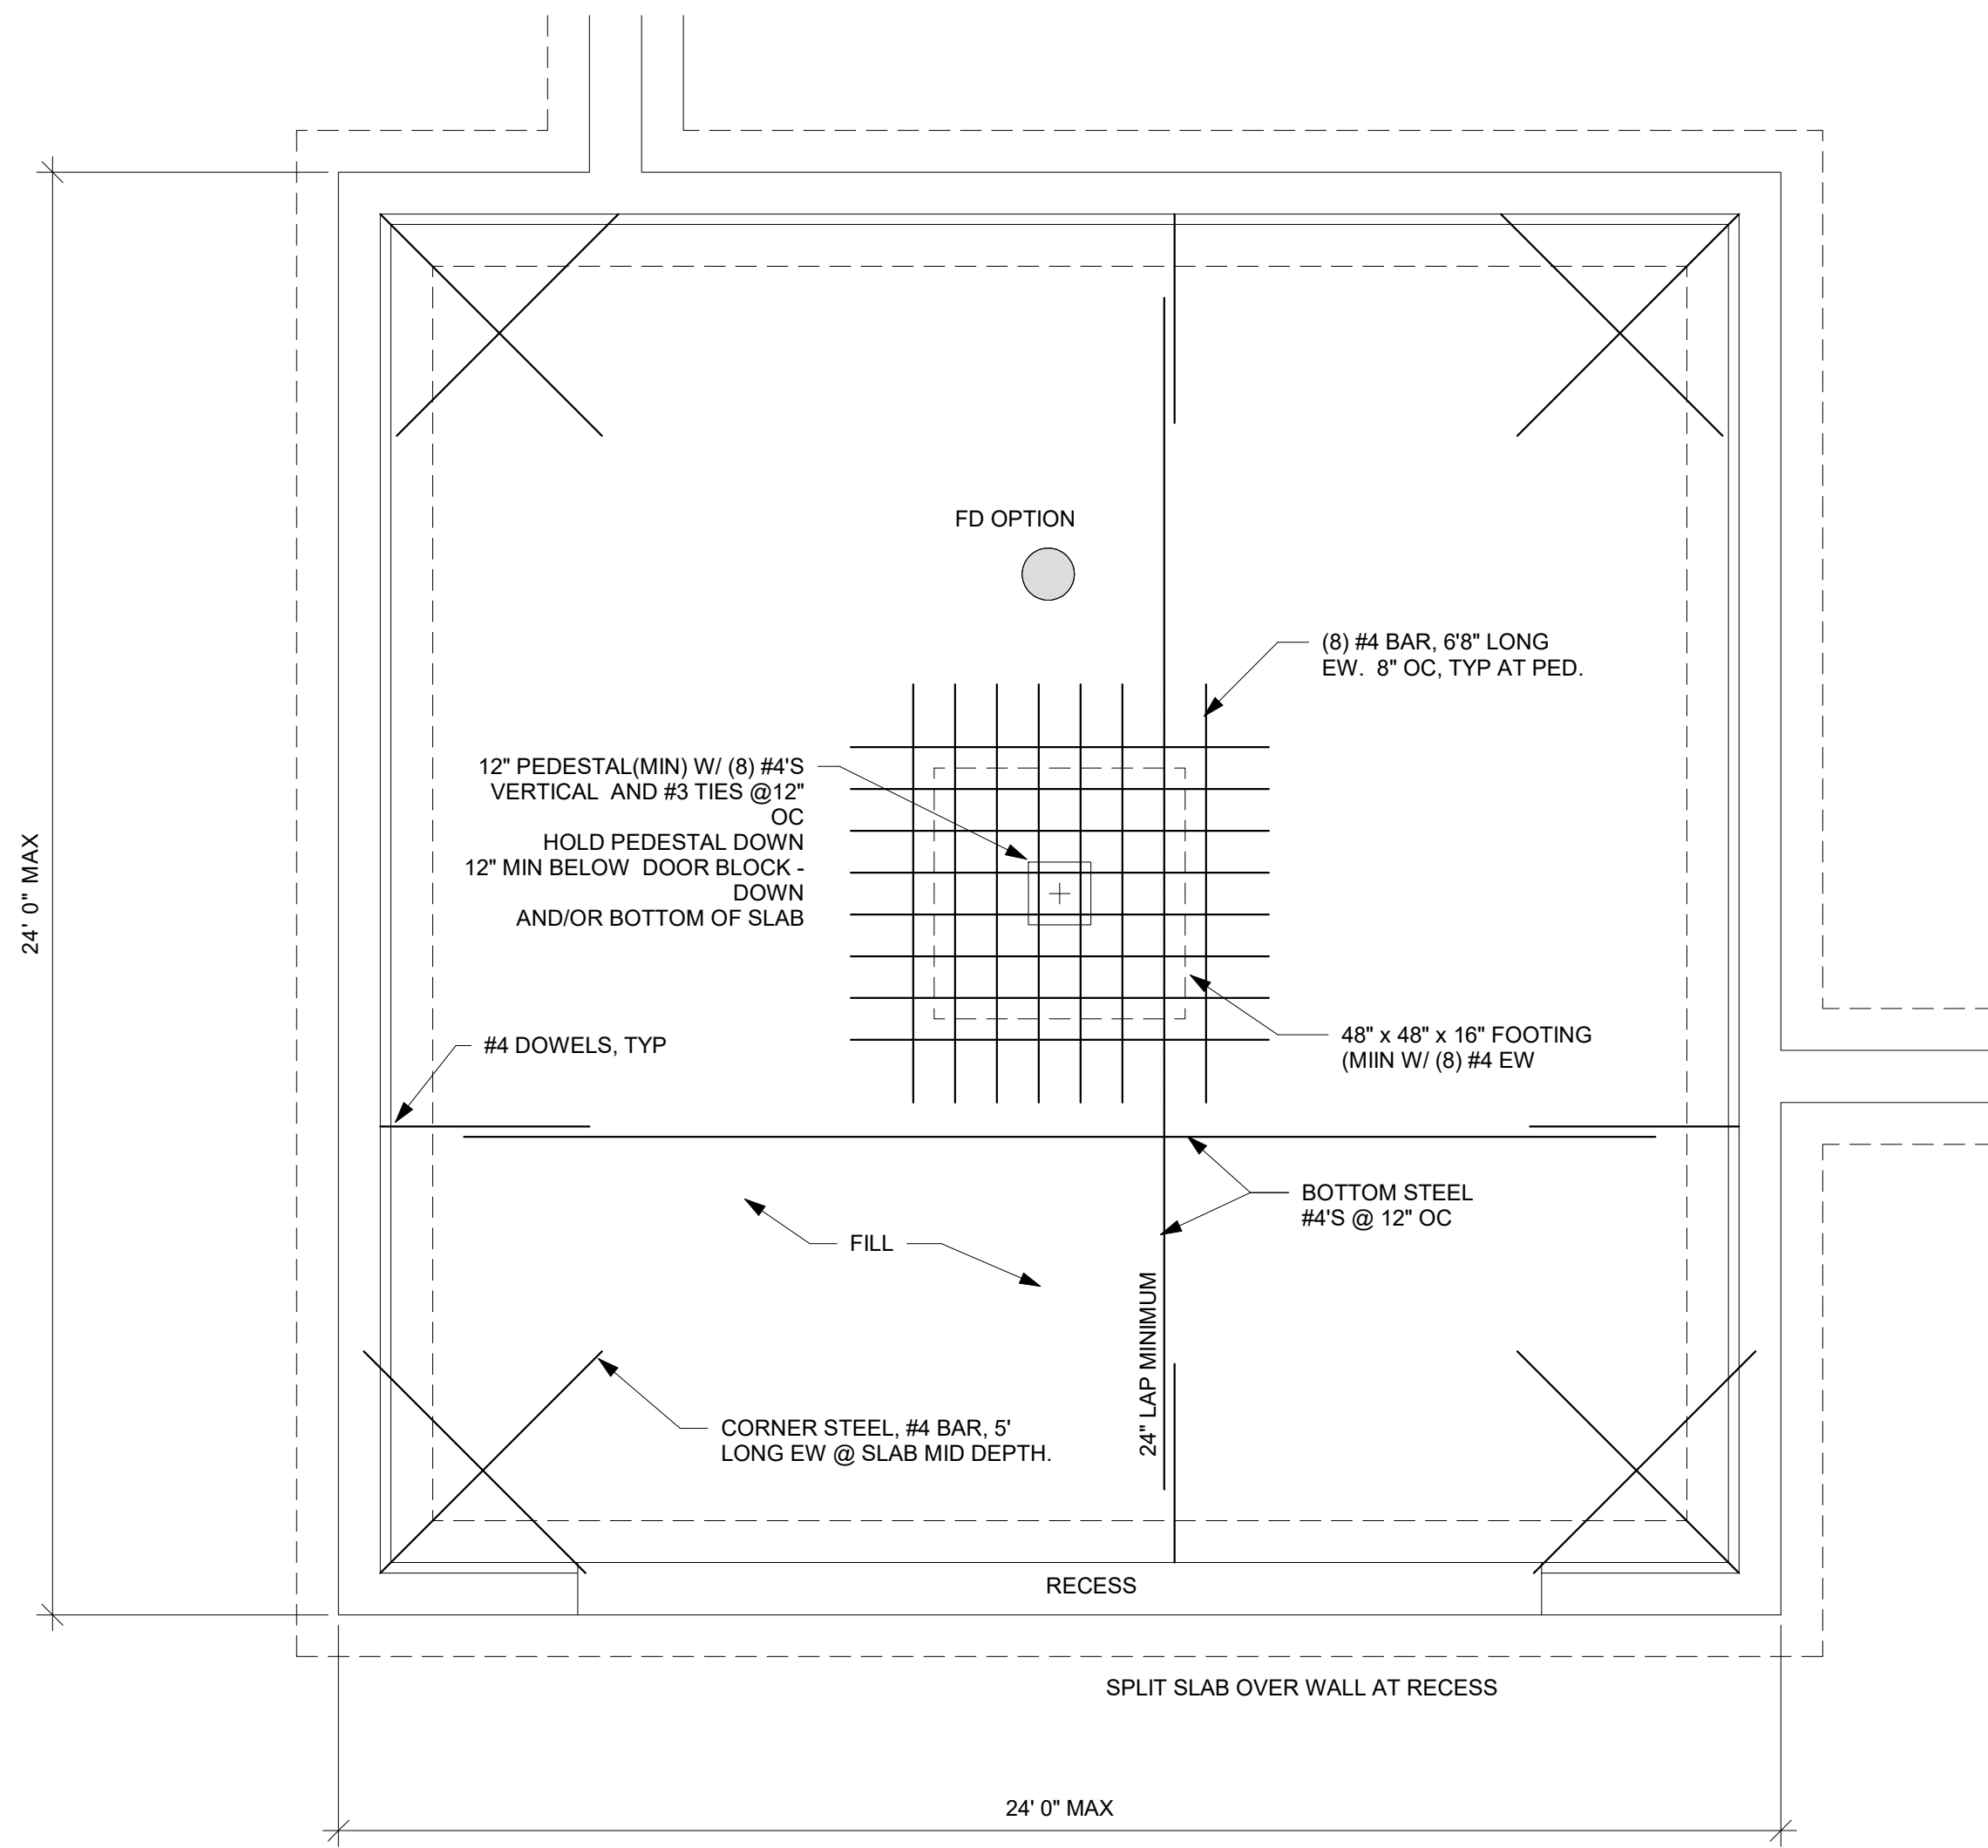 FD OPTION
(8) #4 BAR, 6'8" LONG
EW.  8" OC, TYP AT PED.
12" PEDESTAL(MIN) W/ (8) #4'S
VERTICAL  AND #3 TIES @12"
OC
HOLD PEDESTAL DOWN
12" MIN BELOW  DOOR BLOCK -
DOWN
AND/OR BOTTOM OF SLAB
24' 0" MAX
#4 DOWELS, TYP
48" x 48" x 16" FOOTING
(MIIN W/ (8) #4 EW
BOTTOM STEEL
#4'S @ 12" OC
FILL
24" LAP MINIMUM
CORNER STEEL, #4 BAR, 5'
LONG EW @ SLAB MID DEPTH.
RECESS
SPLIT SLAB OVER WALL AT RECESS
24' 0" MAX